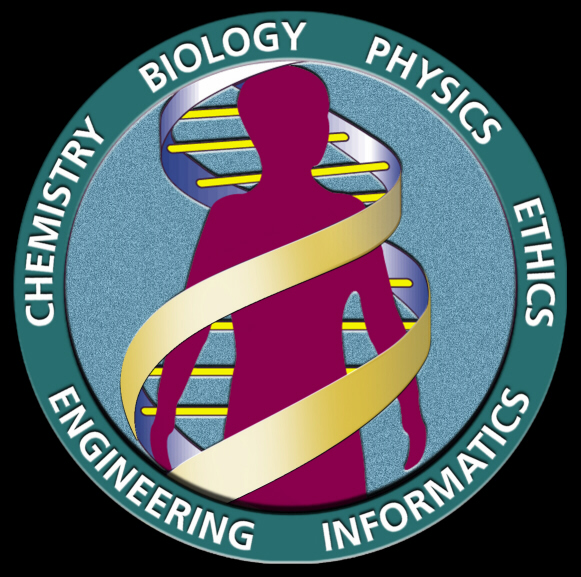 CHEMISTRY
BIOLOGY
PHYSICS
ETHICS
INFORMATICS
ENGINEERING